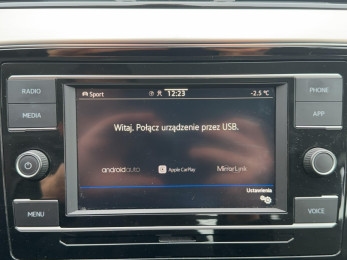 RADIO
MEDIA
MENU
Sport
12:23
-2.5 °C
Witaj. Połącz urządzenie przez USB.
androidauto
Apple CarPlay
MirrorLink
Ustawienia
PHONE
APP
VOICE